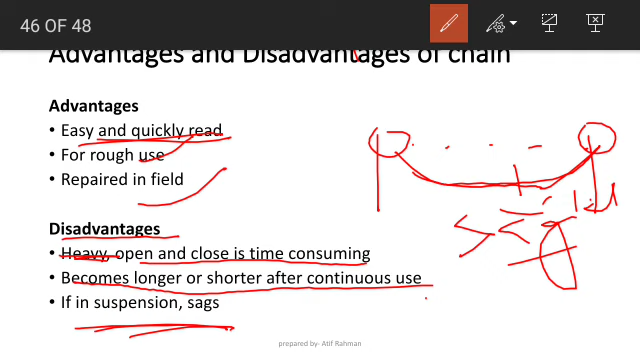 46 OF 48
Advantages and Disadvantages of chain
Advantages
• Easy and quickly read
• For rough use
• Repaired in field
Disadvantages
• Heavy, open and close is time consuming
• Becomes longer or shorter after continuous use
• If in suspension, sags
sag
prepared by- Atif Rahman